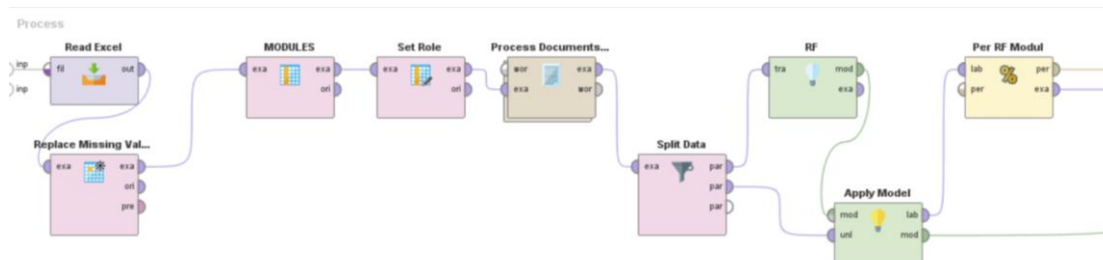 Process
Read Excel
inp
inp
fil
out
Replace Missing Val...
exa
exa
ori
pre
MODULES
exa
exa
ori
Set Role
exa
exa
ori
Process Documents...
wor
exa
exa
wor
Split Data
exa
par
par
par
RF
tra
mod
exa
Apply Model
mod
lab
unl
mod
Per RF Modul
lab
per
per
exa